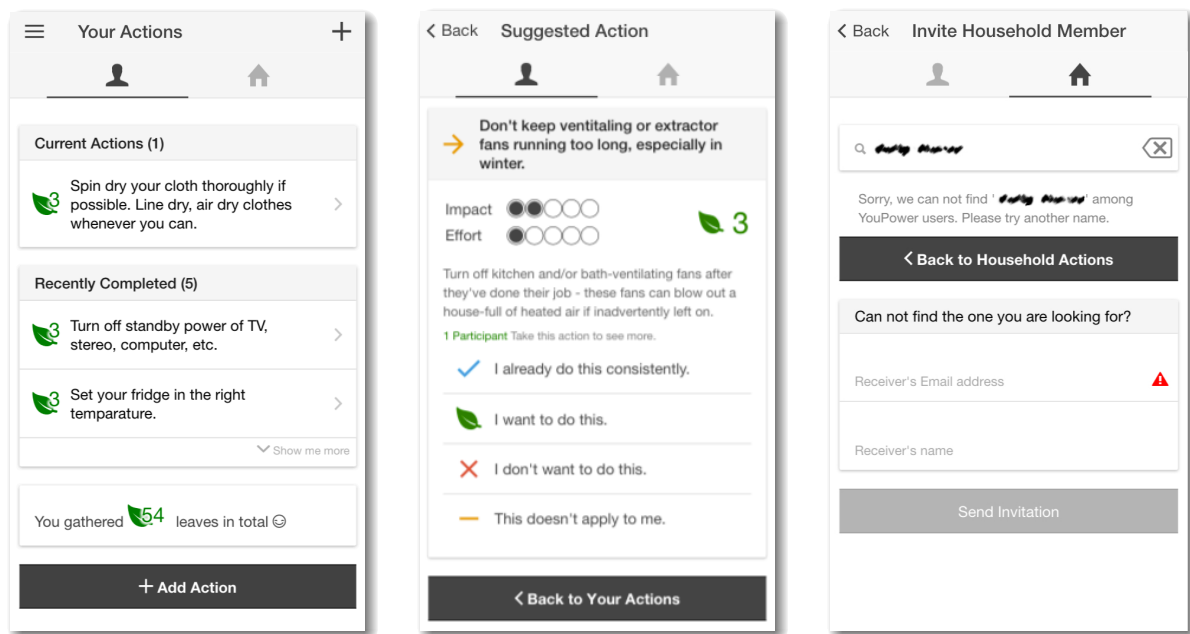 Your Actions
Current Actions (1)
3
Spin dry your cloth thoroughly if
possible. Line dry, air dry clothes
whenever you can.
Recently Completed (5)
3
Turn off standby power of TV,
stereo, computer, etc.
3
Set your fridge in the right
temparature.
Show me more
You gathered 54 leaves in total
+ Add Action
Back Suggested Action
Don't keep ventitaling or extractor
fans running too long, especially in
winter.
Impact
Effort
3
Turn off kitchen and/or bath-ventilating fans after
they've done their job - these fans can blow out a
house-full of heated air if inadvertently left on.
1 Participant Take this action to see more.
I already do this consistently.
I want to do this.
I don't want to do this.
This doesn't apply to me.
Back to Your Actions
Back Invite Household Member
Sorry, we can not find ' ' among
YouPower users. Please try another name.
Back to Household Actions
Can not find the one you are looking for?
Receiver's Email address
Receiver's name
Send Invitation